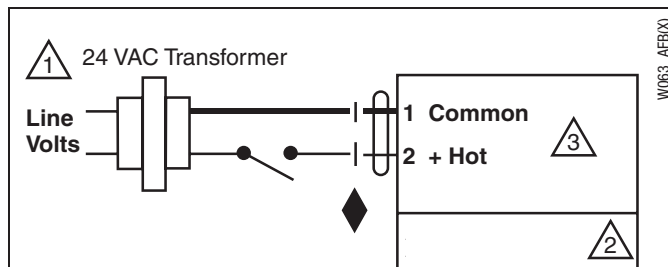 1 24 VAC Transformer
Line
Volts
1 Common
2 + Hot
3
2
W063_AFB(X)